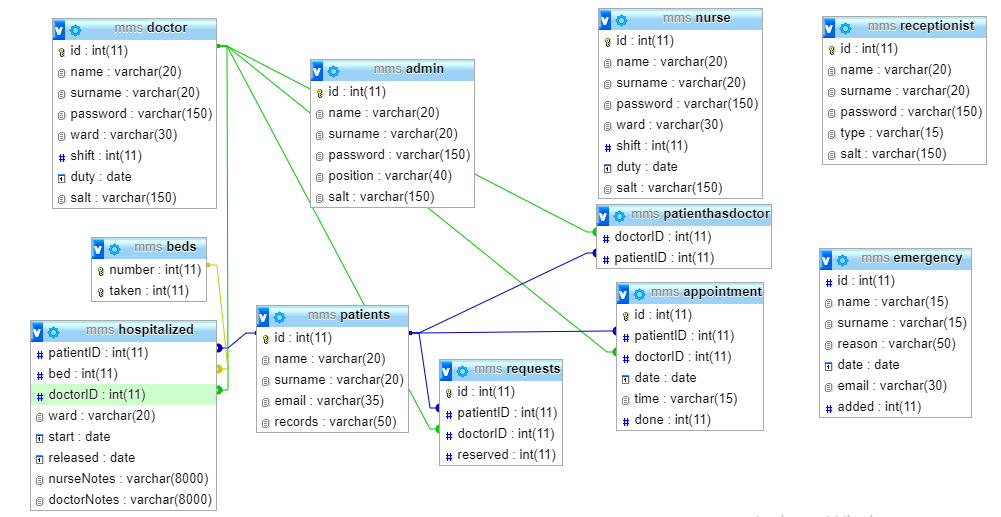 mms doctor
id : int(11)
name : varchar(20)
surname : varchar(20)
password : varchar(150)
ward : varchar(30)
shift : int(11)
duty : date
salt : varchar(150)
mms admin
id : int(11)
name : varchar(20)
surname : varchar(20)
password : varchar(150)
position : varchar(40)
salt : varchar(150)
mms nurse
id : int(11)
name : varchar(20)
surname : varchar(20)
password : varchar(150)
ward : varchar(30)
shift : int(11)
duty : date
salt : varchar(150)
mms receptionist
id : int(11)
name : varchar(20)
surname : varchar(20)
password : varchar(150)
type : varchar(15)
salt : varchar(150)
mms patienthasdoctor
doctorID : int(11)
patientID : int(11)
mms beds
number : int(11)
taken : int(11)
mms hospitalized
patientID : int(11)
bed : int(11)
doctorID : int(11)
ward : varchar(20)
start : date
released : date
nurseNotes : varchar(8000)
doctorNotes : varchar(8000)
mms patients
id : int(11)
name : varchar(20)
surname : varchar(20)
email : varchar(35)
records : varchar(50)
mms requests
id : int(11)
patientID : int(11)
doctorID : int(11)
reserved : int(11)
mms appointment
id : int(11)
patientID : int(11)
doctorID : int(11)
date : date
time : varchar(15)
done : int(11)
mms emergency
id : int(11)
name : varchar(15)
surname : varchar(15)
reason : varchar(50)
date : date
email : varchar(30)
added : int(11)